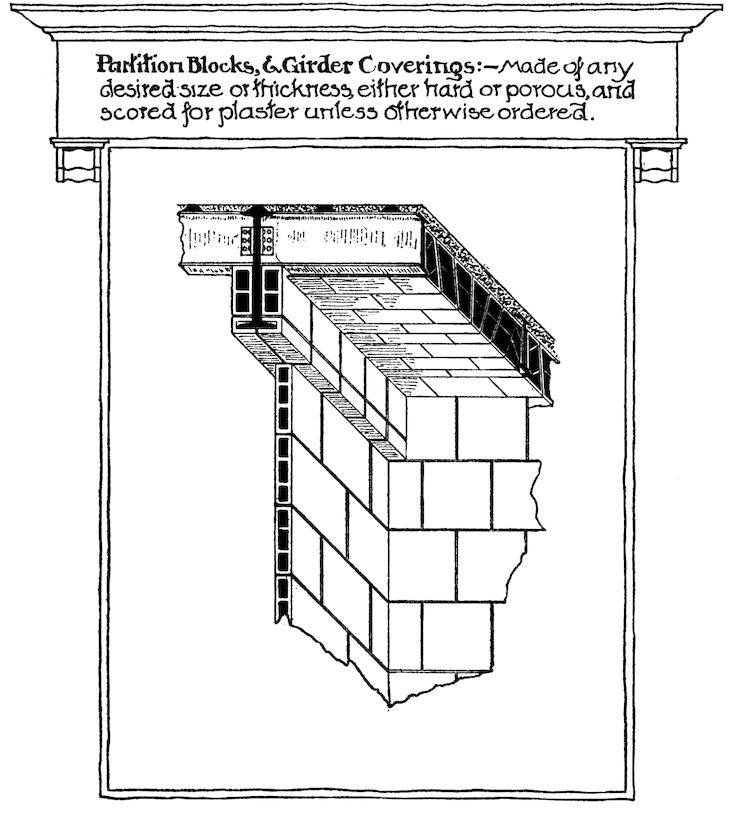 Partition Blocks, & Girder Coverings:—Made of any
desired size or thickness, either hard or porous, and
scored for plaster unless otherwise ordered.